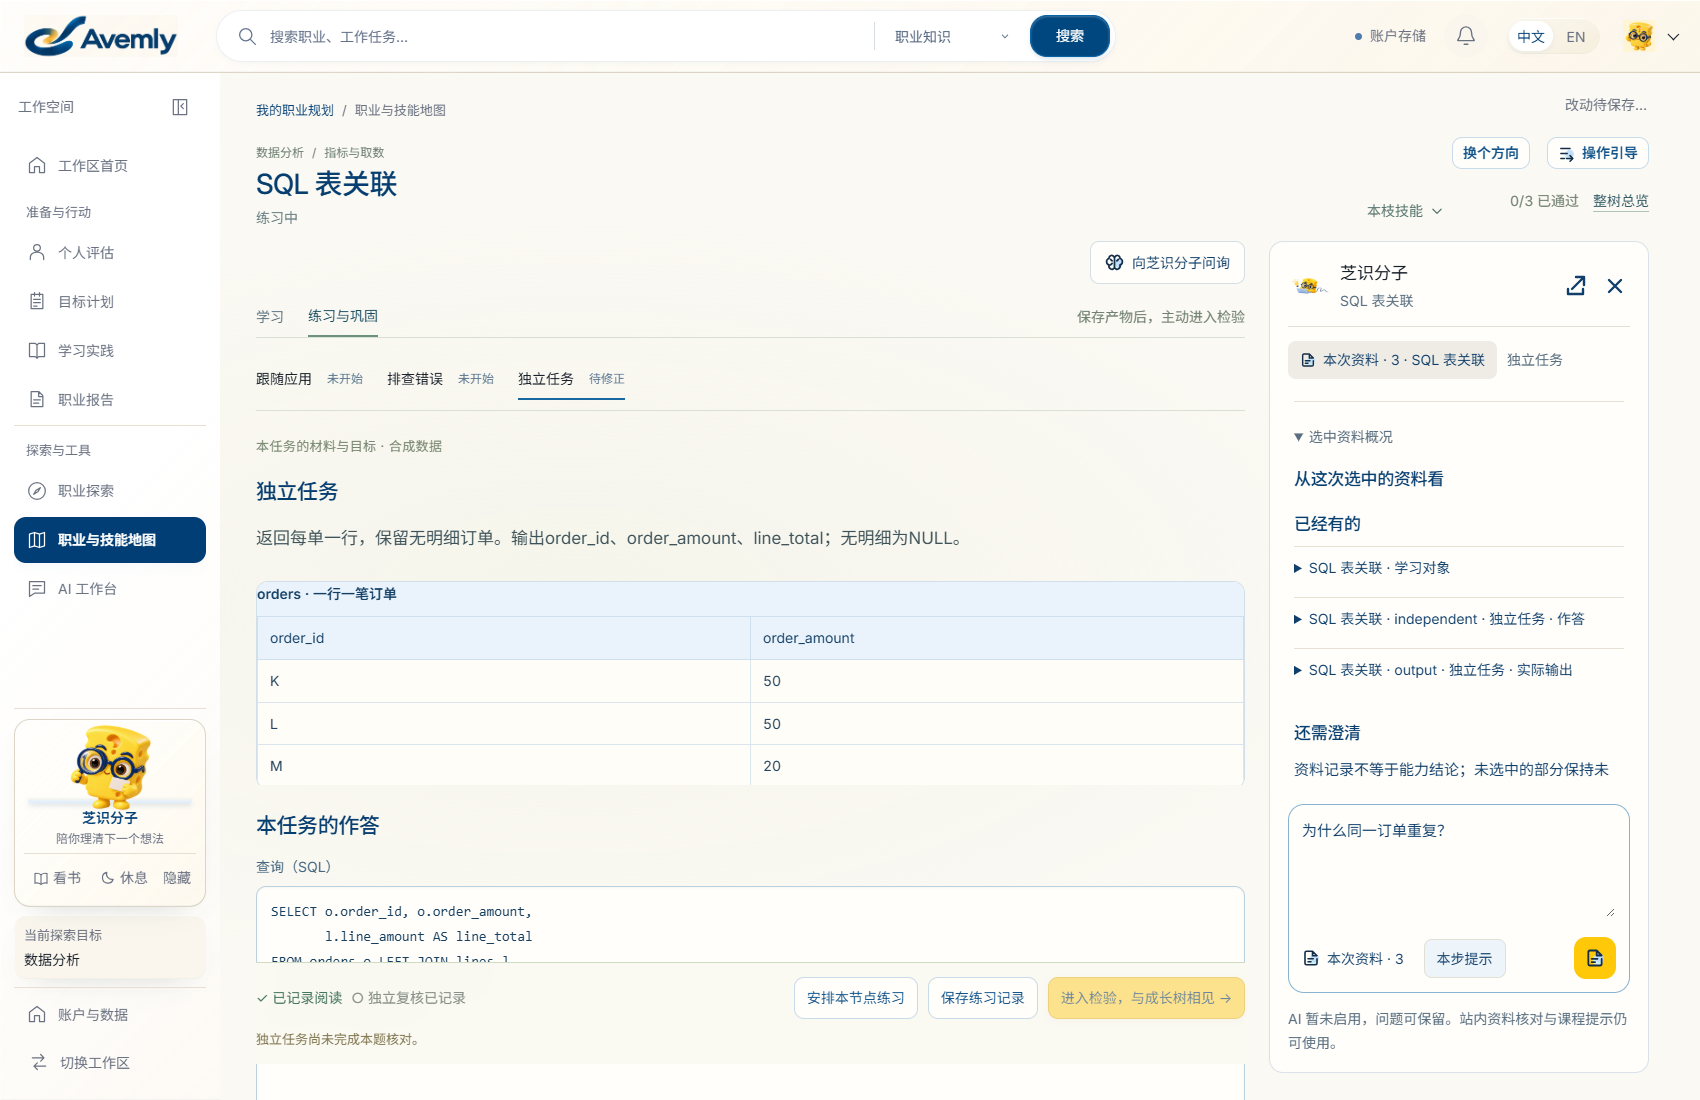 Avemly
搜索职业、工作任务...
职业知识
搜索
账户存储
中文
EN
工作空间
工作区首页
准备与行动
个人评估
目标计划
学习实践
职业报告
探索与工具
职业探索
职业与技能地图
AI 工作台
芝识分子
陪你理清下一个想法
看书
休息
隐藏
当前探索目标
数据分析
账户与数据
切换工作区
我的职业规划 / 职业与技能地图
改动待保存...
数据分析 / 指标与取数
SQL 表关联
练习中
换个方向
操作引导
本枝技能
0/3 已通过
整树总览
向芝识分子问询
学习
练习与巩固
保存产物后，主动进入检验
跟随应用 未开始
排查错误 未开始
独立任务 待修正
本任务的材料与目标 · 合成数据
独立任务
返回每单一行，保留无明细订单。输出order_id、order_amount、line_total；无明细为NULL。
orders · 一行一笔订单
order_id order_amount
K 50
L 50
M 20
本任务的作答
查询（SQL）
SELECT o.order_id, o.order_amount,
l.line_amount AS line_total
FROM orders o LEFT JOIN lines l
已记录阅读
独立复核已记录
安排本节点练习
保存练习记录
进入检验，与成长树相见 →
独立任务尚未完成本题核对。
芝识分子
SQL 表关联
本次资料 · 3 · SQL 表关联
独立任务
▼ 选中资料概况
从这次选中的资料看
已经有的
▶ SQL 表关联 · 学习对象
▶ SQL 表关联 · independent · 独立任务 · 作答
▶ SQL 表关联 · output · 独立任务 · 实际输出
还需澄清
资料记录不等于能力结论；未选中的部分保持未
为什么同一订单重复？
本次资料 · 3
本步提示
AI 暂未启用，问题可保留。站内资料核对与课程提示仍
可使用。